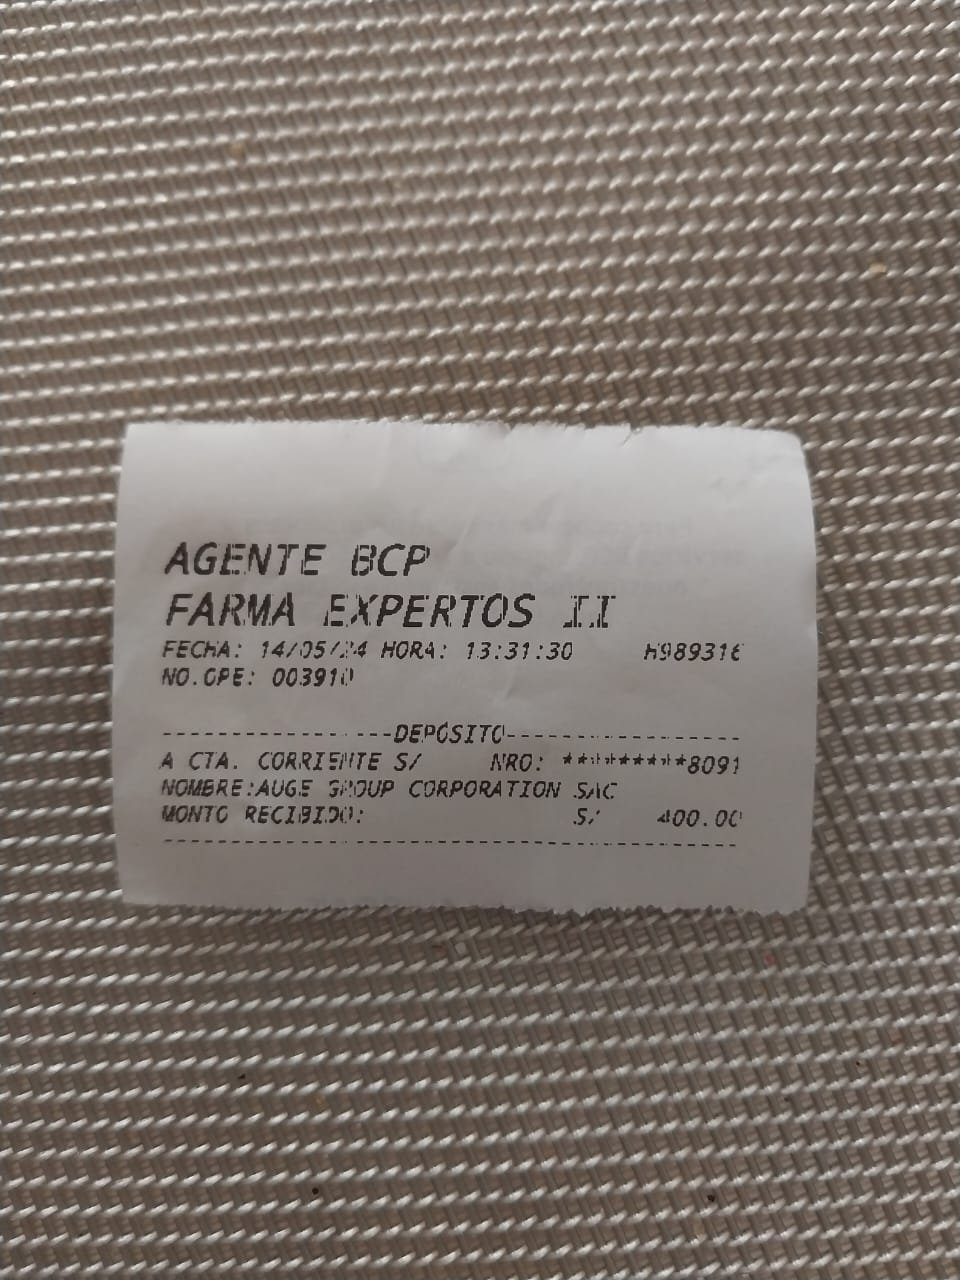 AGENTE BCP
FARMA EXPERTOS II
FECHA: 14/05/24 HORA: 13:31:30 H989316
NO.OPE: 003910
------------------DEPÓSITO------------------
A CTA. CORRIENTE S/ NRO: *********8091
NOMBRE:AUGE GROUP CORPORATION SAC
MONTO RECIBIDO: S/ 400.00